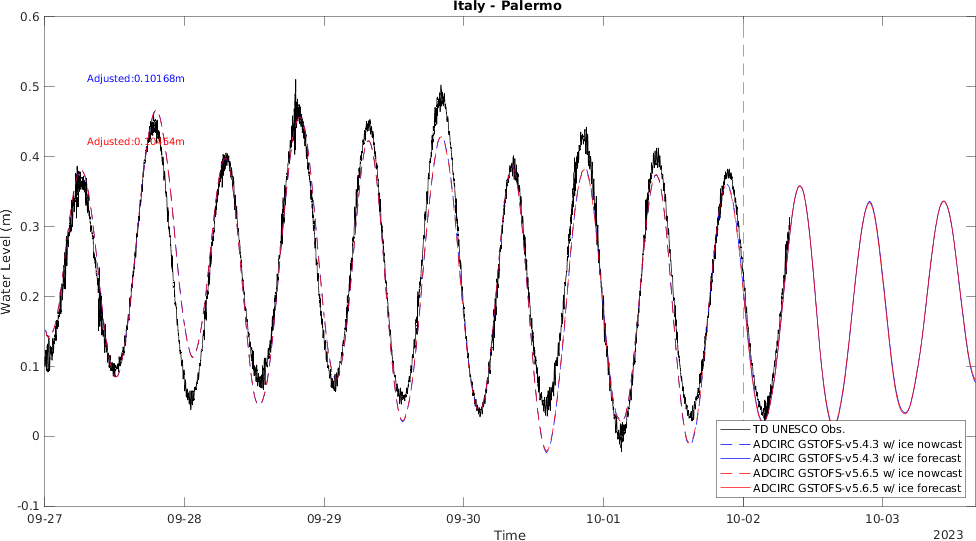 Italy - Palermo
0.6
0.5
0.4
0.3
0.2
0.1
0
-0.1
Water Level (m)
Adjusted:0.10168m
TD UNESCO Obs.
ADCIRC GSTOFS-v5.4.3 w/ ice nowcast
ADCIRC GSTOFS-v5.4.3 w/ ice forecast
ADCIRC GSTOFS-v5.6.5 w/ ice nowcast
ADCIRC GSTOFS-v5.6.5 w/ ice forecast
09-27 09-28 09-29 09-30 10-01 10-02 10-03
Time
2023